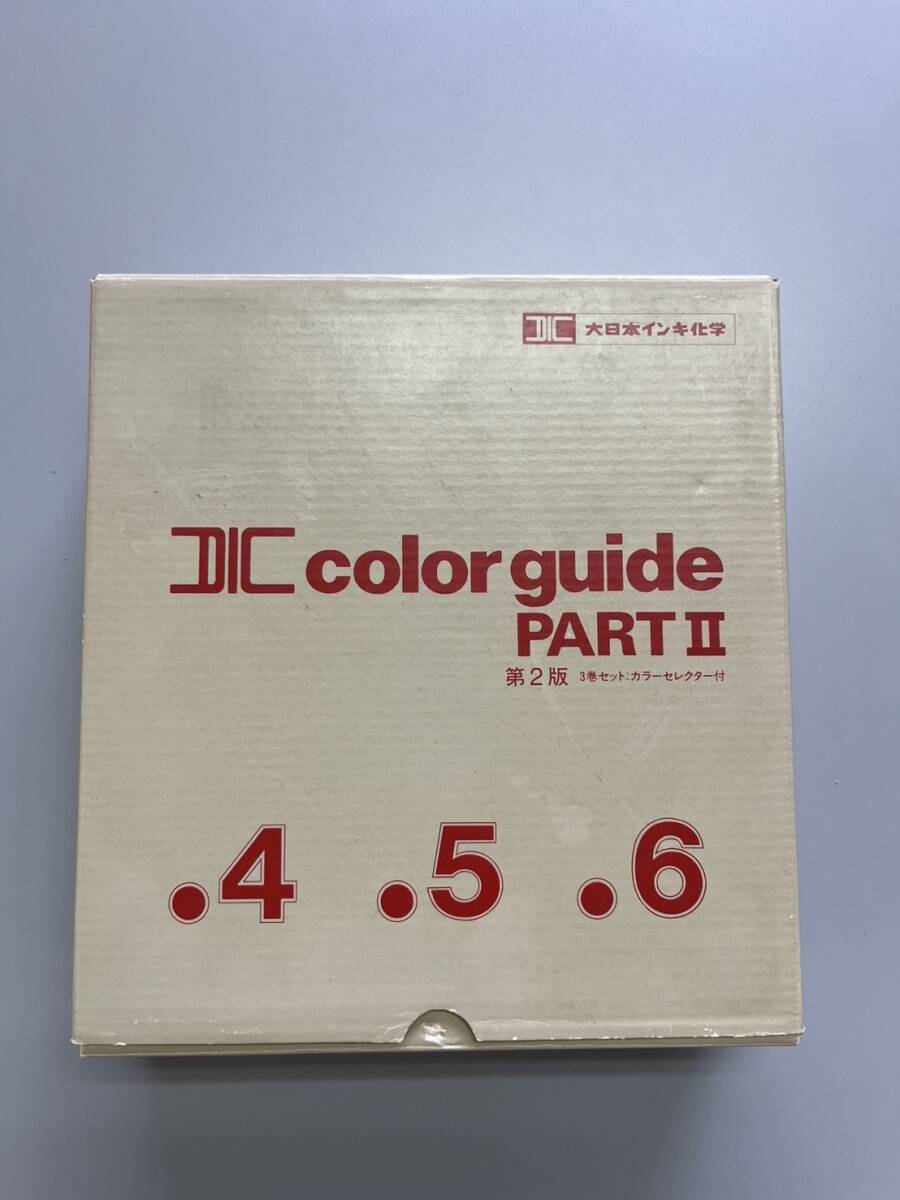 DIC 大日本インキ化学
DIC color guide
PART II
第2版 3巻セット:カラーセレクター付
.4 .5 .6